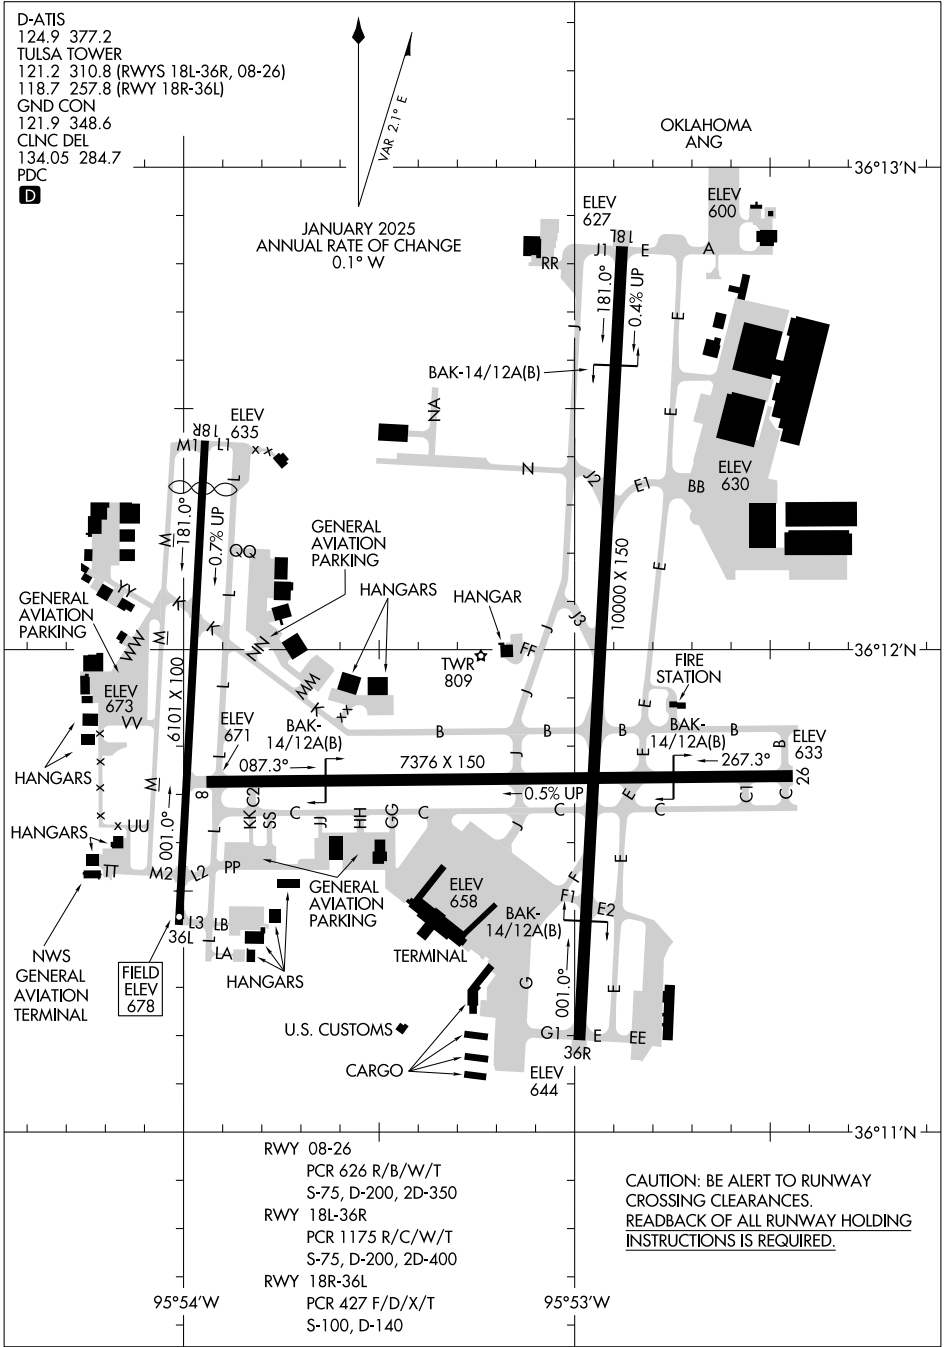 D-ATIS
124.9 377.2
TULSA TOWER
121.2 310.8 (RWYS 18L-36R, 08-26)
118.7 257.8 (RWY 18R-36L)
GND CON
121.9 348.6
CLNC DEL
134.05 284.7
PDC
D
VAR 2.1° E
JANUARY 2025
ANNUAL RATE OF CHANGE
0.1° W
OKLAHOMA
ANG
36°13'N
ELEV
627
ELEV
600
18L
RR
J1
E
A
181.0°
0.4% UP
J
E
BAK-14/12A(B)
NA
E
18R
ELEV
635
M1
L1
X X
L
N
J2
E1
BB
ELEV
630
181.0°
0.7% UP
M
QQ
GENERAL
AVIATION
PARKING
10000 X 150
E
YY
HANGARS
HANGAR
GENERAL
AVIATION
PARKING
K
L
K
NN
J
J3
WW
M
FF
36°12'N
TWR
809
FIRE
STATION
ELEV
673
6101 X 100
L
MM
J
E
VV
K
X X
ELEV
671
BAK-
14/12A(B)
B
B
B
B
B
BAK-
14/12A(B)
ELEV
633
HANGARS
X
X
X
X
X
M
L
087.3°
7376 X 150
J
E
267.3°
26
8
0.5% UP
E
C1
C
KK
C2
SS
C
JJ
HH
GG
C
C
C
J
HANGARS
UU
001.0°
L
TT
M2
L2
PP
E
F
GENERAL
AVIATION
PARKING
ELEV
658
F1
E2
BAK-
14/12A(B)
L3
LB
36L
L
LA
HANGARS
TERMINAL
NWS
GENERAL
AVIATION
TERMINAL
FIELD
ELEV
678
G
001.0°
E
U.S. CUSTOMS
G1
E
EE
36R
CARGO
ELEV
644
36°11'N
RWY 08-26
PCR 626 R/B/W/T
S-75, D-200, 2D-350
RWY 18L-36R
PCR 1175 R/C/W/T
S-75, D-200, 2D-400
RWY 18R-36L
PCR 427 F/D/X/T
S-100, D-140
CAUTION: BE ALERT TO RUNWAY
CROSSING CLEARANCES.
READBACK OF ALL RUNWAY HOLDING
INSTRUCTIONS IS REQUIRED.
95°54'W
95°53'W